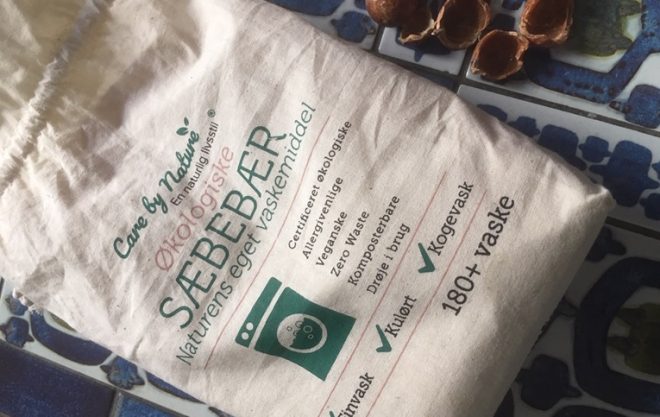 Care by Nature
En naturlig livsstil ®
Økologiske
SÆBEBÆR
Naturens eget vaskemiddel
Certificeret økologiske
Allergivenlige
Veganske
Zero Waste
Komposterbare
Drøje i brug
✓ Kulørt
✓ Kogevask
180+ vaske